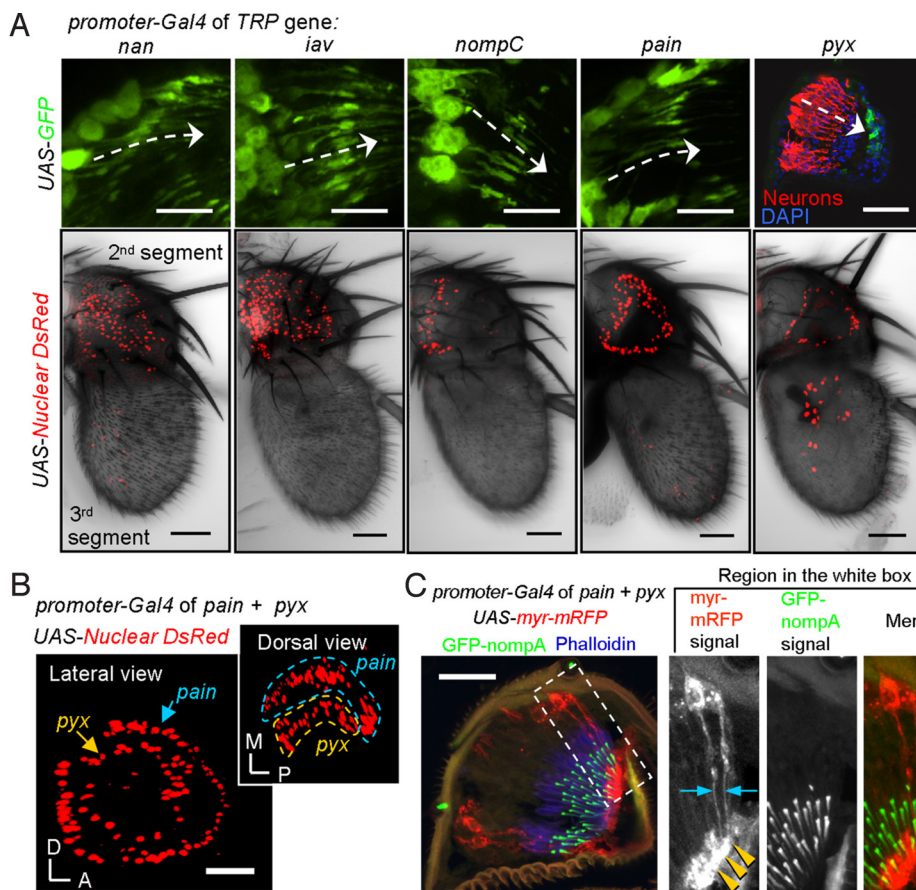 A
promoter-Gal4 of TRP gene:
nan iav nompC pain pyx
UAS-GFP
Neurons
DAPI
UAS-Nuclear DsRed
2nd segment
3rd segment
B
promoter-Gal4 of pain + pyx
UAS-Nuclear DsRed
Lateral view
pain
pyx
D
A
Dorsal view
pain
pyx
M
P
C
promoter-Gal4 of pain + pyx
UAS-myr-mRFP
GFP-nompA Phalloidin
Region in the white box
myr-mRFP signal
GFP-nompA signal
Mer